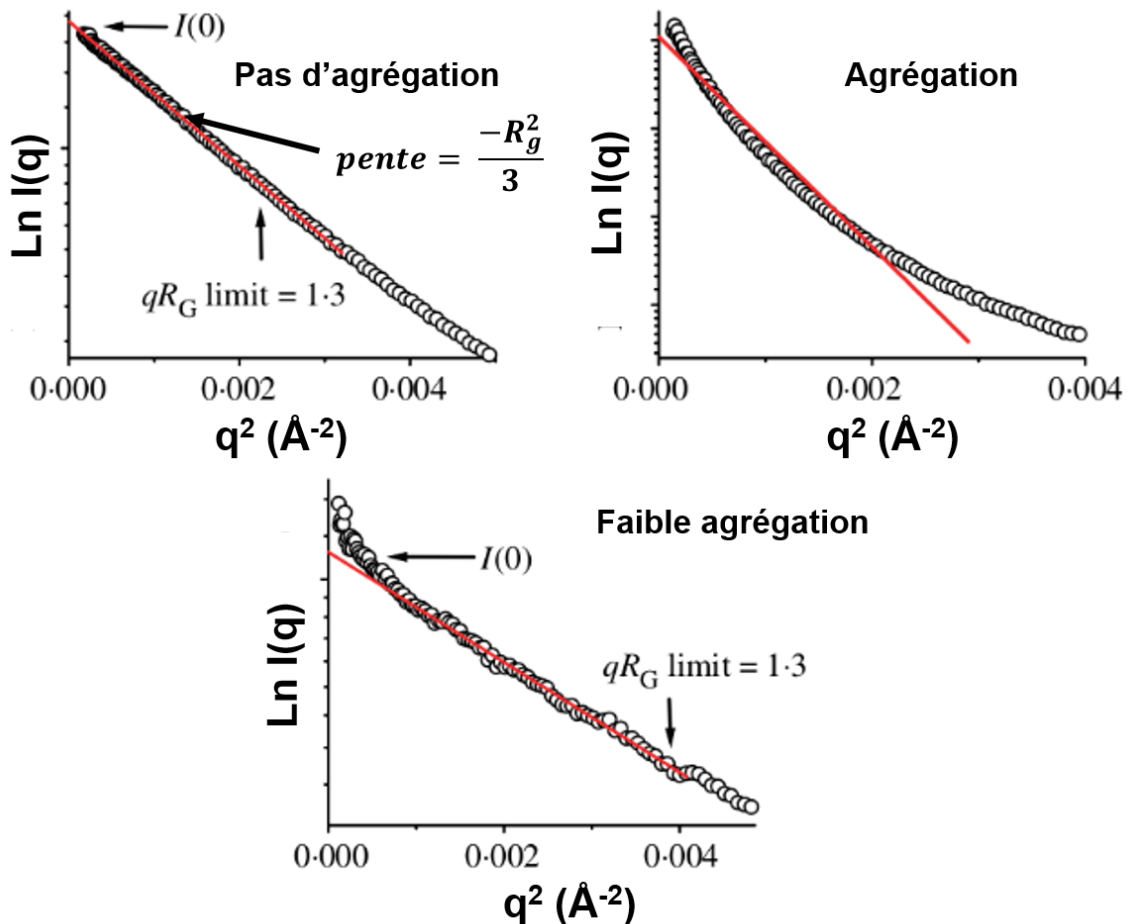 I(0)
Pas d’agrégation
pente = −R_g^2 / 3
qR_G limit = 1·3
Ln I(q)
0·000 0·002 0·004
q² (Å⁻²)
Agrégation
Ln I(q)
0·000 0·002 0·004
q² (Å⁻²)
Faible agrégation
I(0)
qR_G limit = 1·3
Ln I(q)
0·000 0·002 0·004
q² (Å⁻²)